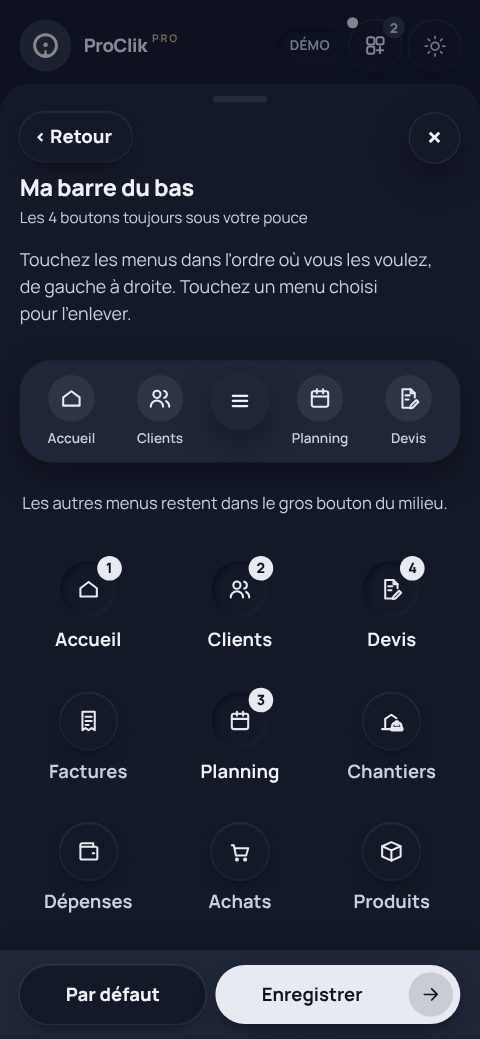 ProClik PRO
DÉMO
2
‹ Retour
×
Ma barre du bas
Les 4 boutons toujours sous votre pouce
Touchez les menus dans l'ordre où vous les voulez,
de gauche à droite. Touchez un menu choisi
pour l'enlever.
Accueil Clients Planning Devis
Les autres menus restent dans le gros bouton du milieu.
1 2 4
Accueil Clients Devis
3
Factures Planning Chantiers
Dépenses Achats Produits
Par défaut Enregistrer →